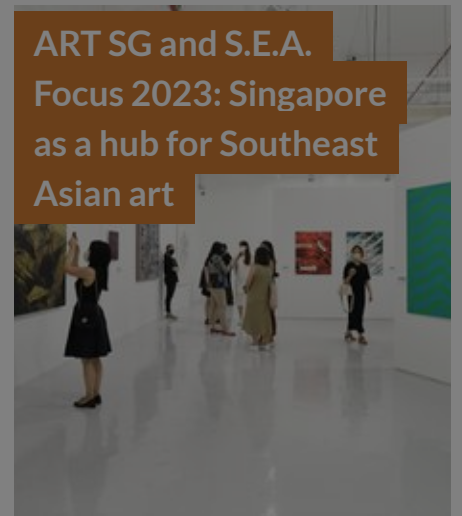 ART SG and S.E.A.
Focus 2023: Singapore
as a hub for Southeast
Asian art